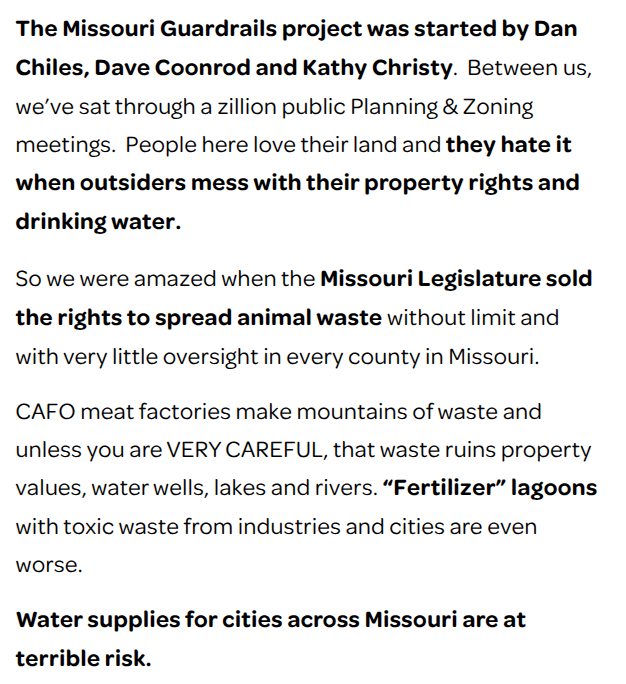 The Missouri Guardrails project was started by Dan
Chiles, Dave Coonrod and Kathy Christy.  Between us,
we've sat through a zillion public Planning & Zoning
meetings.  People here love their land and they hate it
when outsiders mess with their property rights and
drinking water.
So we were amazed when the Missouri Legislature sold
the rights to spread animal waste without limit and
with very little oversight in every county in Missouri.
CAFO meat factories make mountains of waste and
unless you are VERY CAREFUL, that waste ruins property
values, water wells, lakes and rivers. “Fertilizer” lagoons
with toxic waste from industries and cities are even
worse.
Water supplies for cities across Missouri are at
terrible risk.